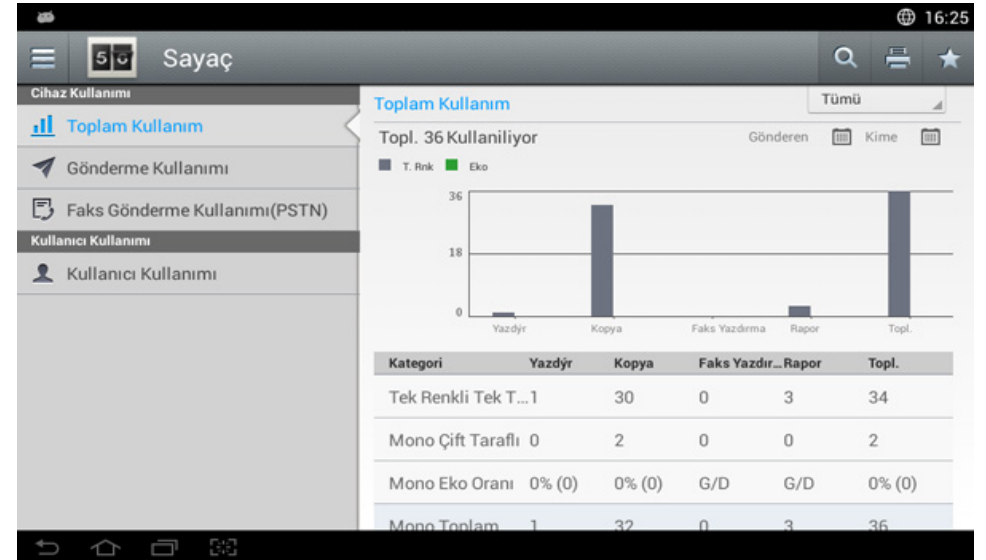 16:25
50 Sayaç
Cihaz Kullanımı
Toplam Kullanım
Gönderme Kullanımı
Faks Gönderme Kullanımı(PSTN)
Kullanıcı Kullanımı
Kullanıcı Kullanımı
Toplam Kullanım Tümü
Topl. 36 Kullaniliyor Gönderen Kime
T. Rnk Eko
36
18
0
Yazdýr Kopya Faks Yazdırma Rapor Topl.
Kategori Yazdýr Kopya Faks Yazdır... Rapor Topl.
Tek Renkli Tek T... 1 30 0 3 34
Mono Çift Taraflı 0 2 0 0 2
Mono Eko Oranı 0% (0) 0% (0) G/D G/D 0% (0)
Mono Toplam 1 32 0 3 36